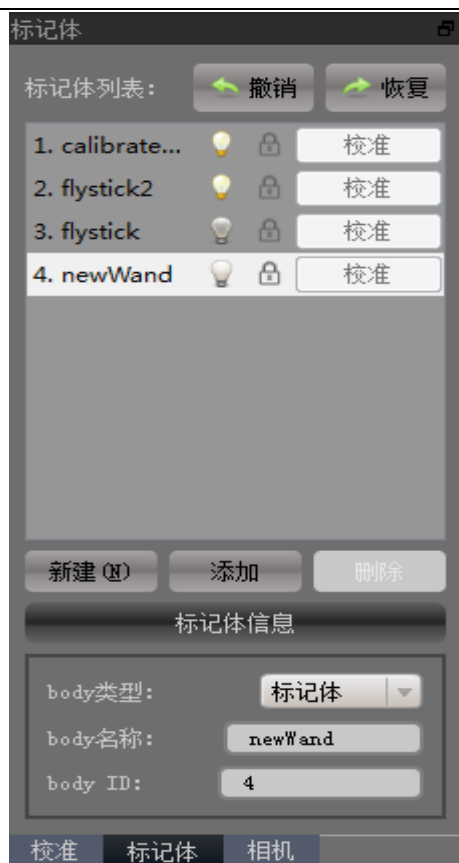 标记体
标记体列表: 撤销 恢复
1. calibrate... 校准
2. flystick2 校准
3. flystick 校准
4. newWand 校准
新建(N) 添加 删除
标记体信息
body类型: 标记体
body名称: newWand
body ID: 4
校准 标记体 相机